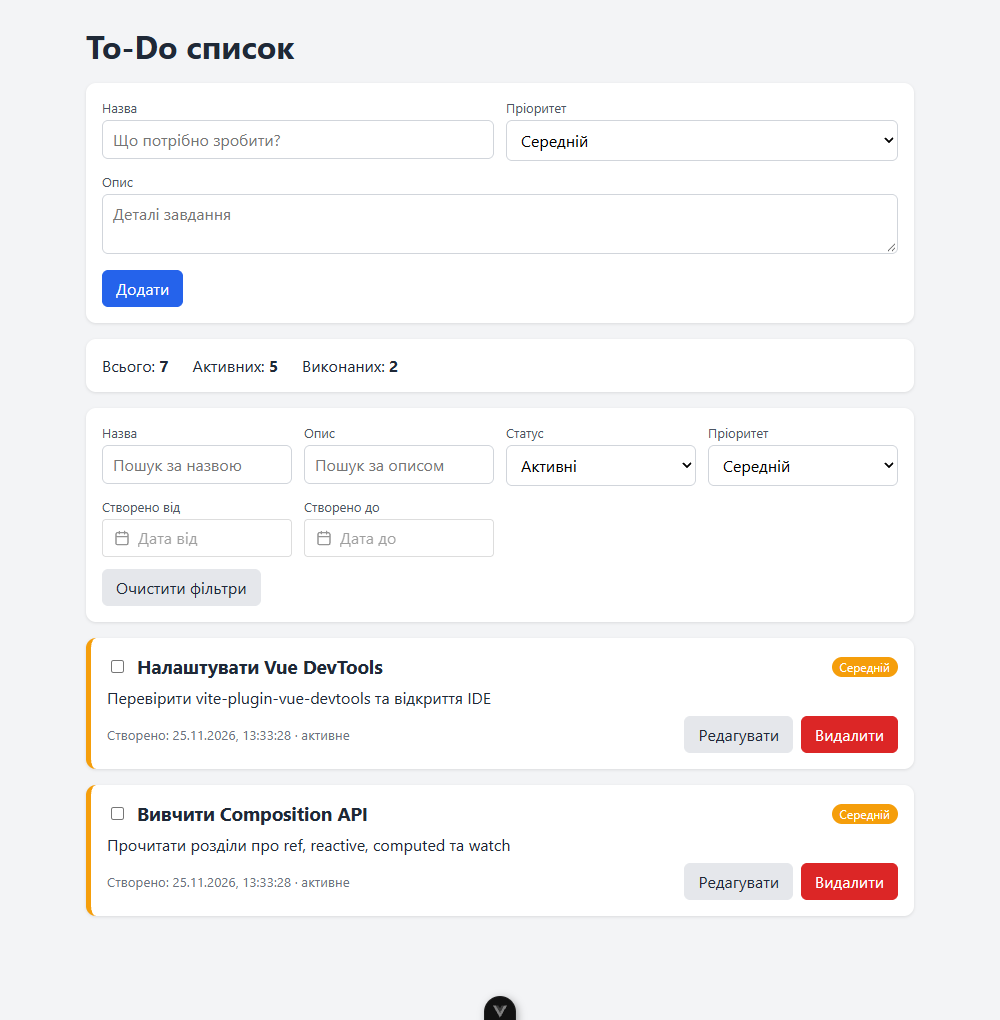 To-Do список
Назва
Пріоритет
Що потрібно зробити?
Середній
Опис
Деталі завдання
Додати
Всього: 7 Активних: 5 Виконаних: 2
Назва Опис Статус Пріоритет
Пошук за назвою Пошук за описом Активні Середній
Створено від Створено до
Дата від Дата до
Очистити фільтри
Налаштувати Vue DevTools Середній
Перевірити vite-plugin-vue-devtools та відкриття IDE
Створено: 25.11.2026, 13:33:28 · активне Редагувати Видалити
Вивчити Composition API Середній
Прочитати розділи про ref, reactive, computed та watch
Створено: 25.11.2026, 13:33:28 · активне Редагувати Видалити